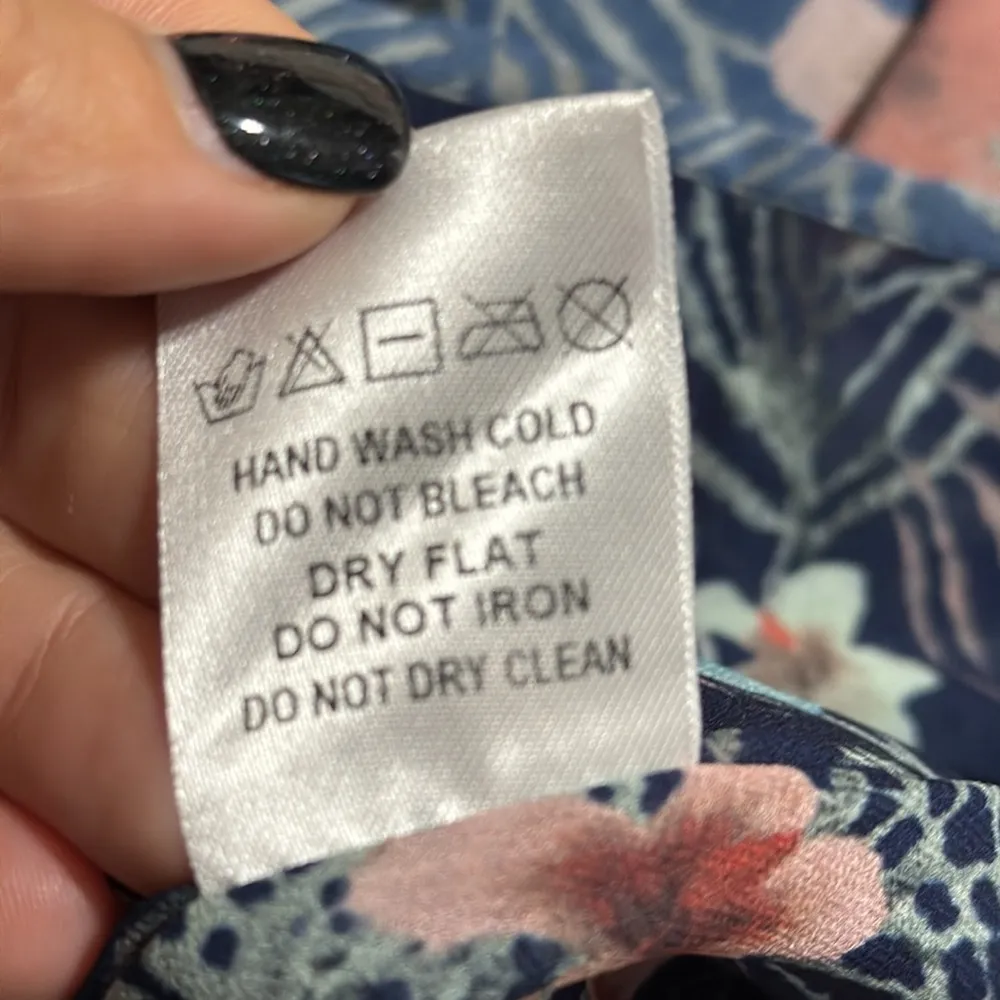 HAND WASH COLD
DO NOT BLEACH
DRY FLAT
DO NOT IRON
DO NOT DRY CLEAN